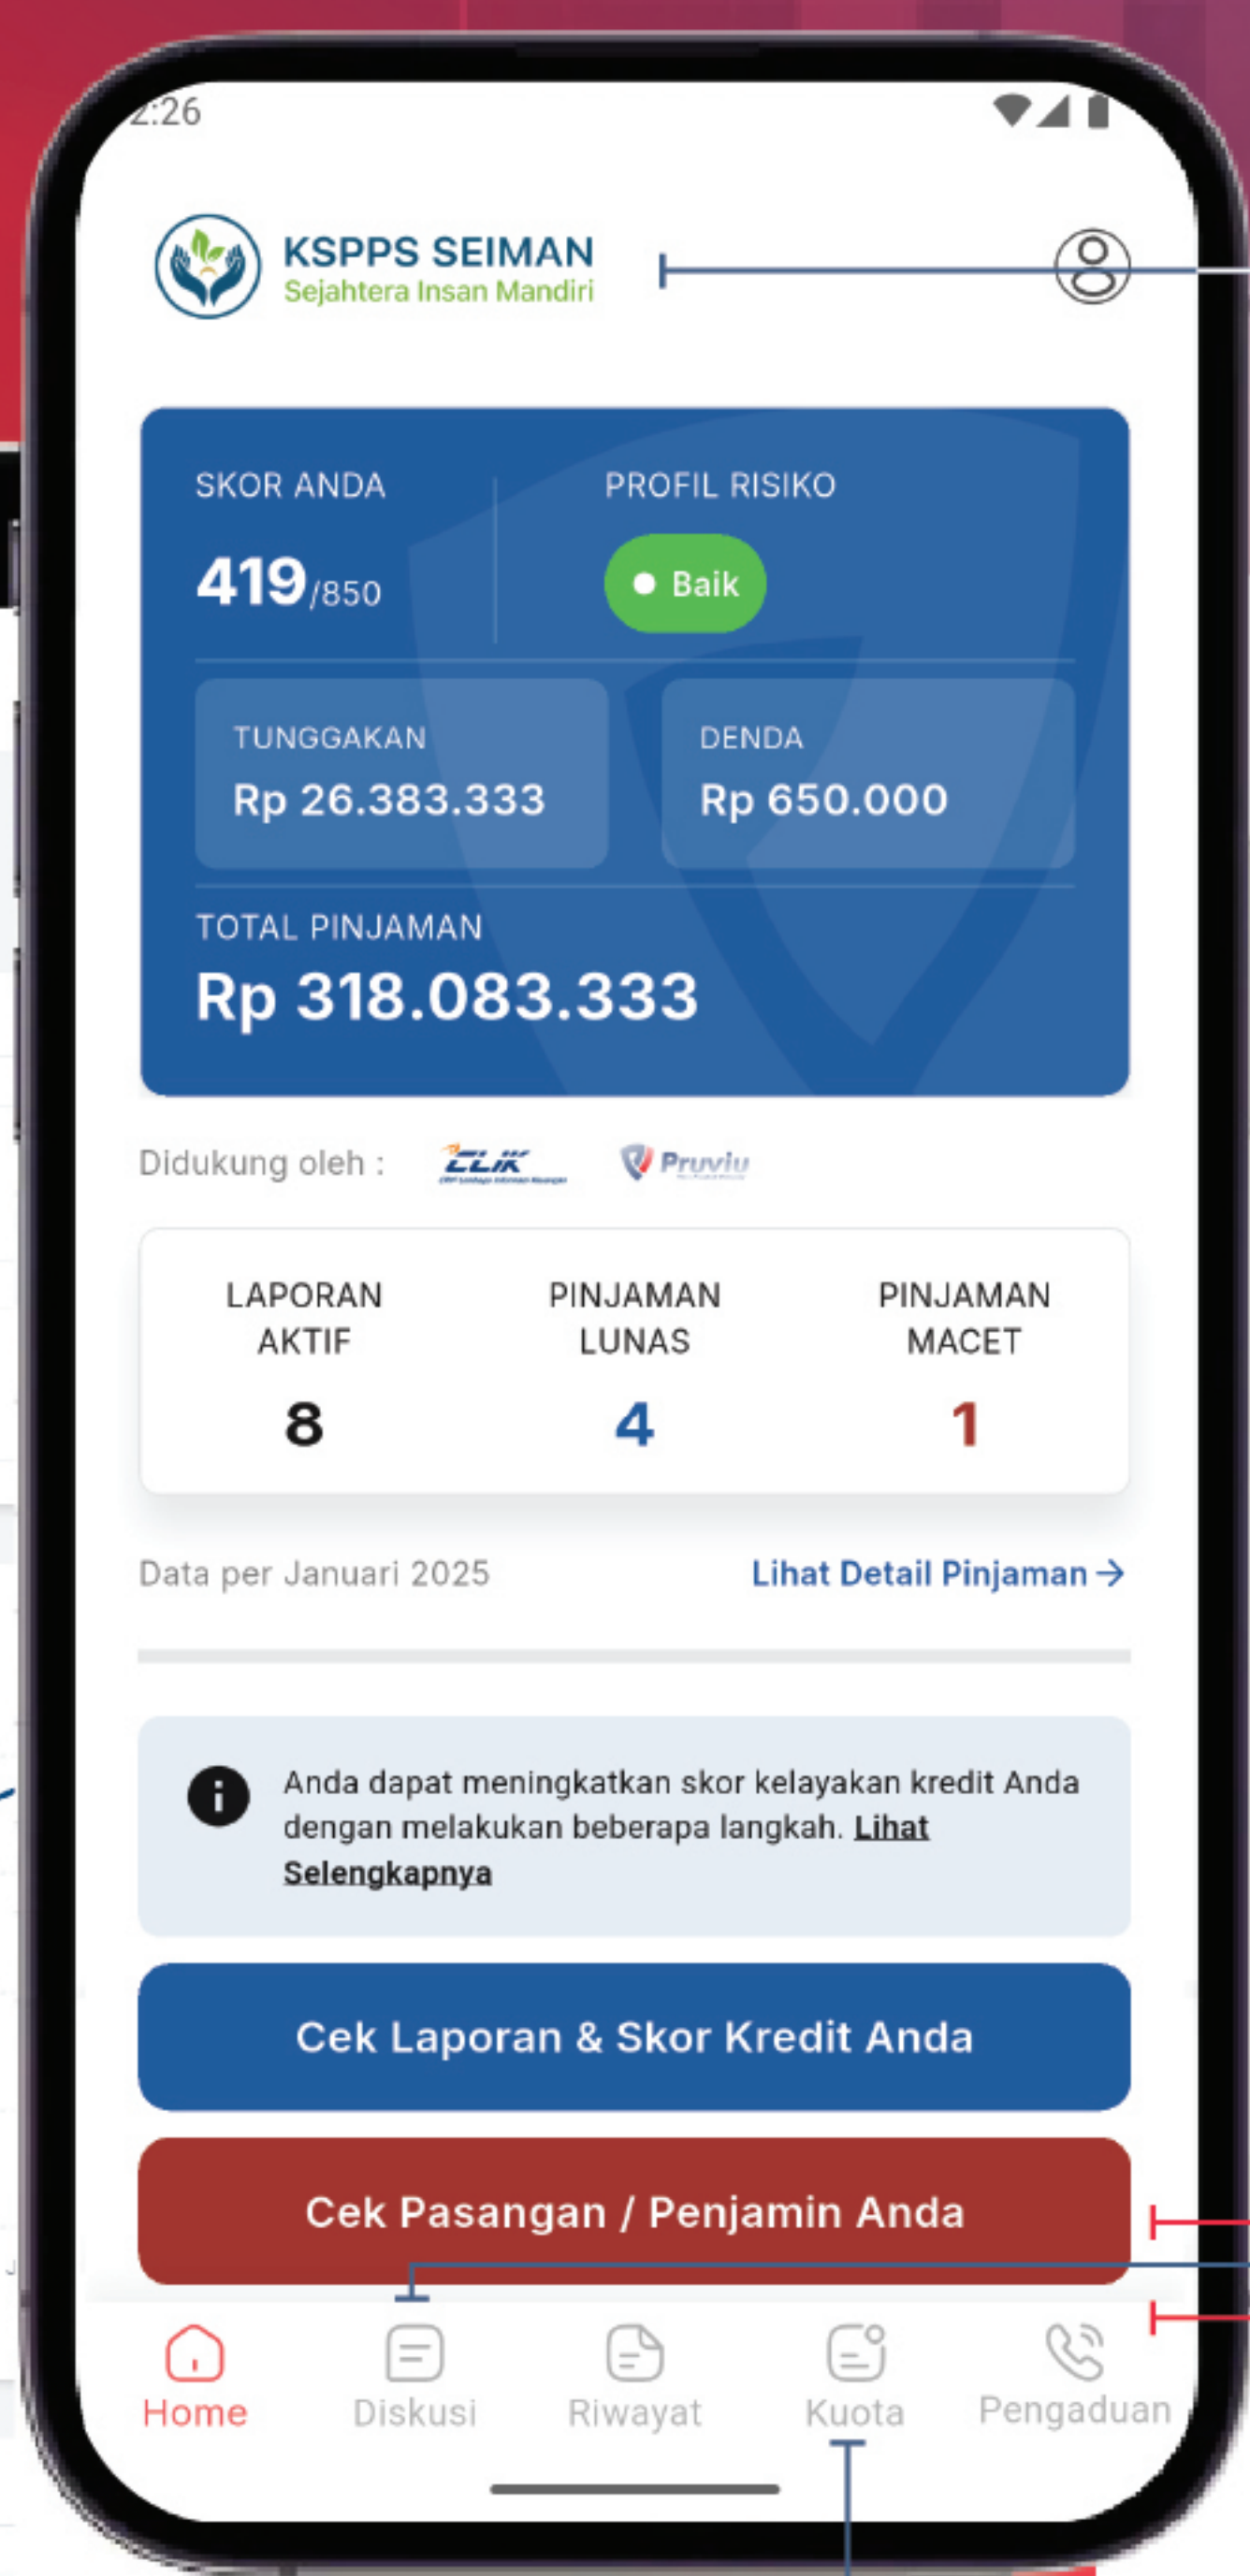 2:26
KSPPS SEIMAN
Sejahtera Insan Mandiri
SKOR ANDA
PROFIL RISIKO
419/850
Baik
TUNGGAKAN
DENDA
Rp 26.383.333
Rp 650.000
TOTAL PINJAMAN
Rp 318.083.333
Didukung oleh :
CLIK
Pruviu
LAPORAN AKTIF
PINJAMAN LUNAS
PINJAMAN MACET
8
4
1
Data per Januari 2025
Lihat Detail Pinjaman →
Anda dapat meningkatkan skor kelayakan kredit Anda
dengan melakukan beberapa langkah. Lihat
Selengkapnya
Cek Laporan & Skor Kredit Anda
Cek Pasangan / Penjamin Anda
Home
Diskusi
Riwayat
Kuota
Pengaduan